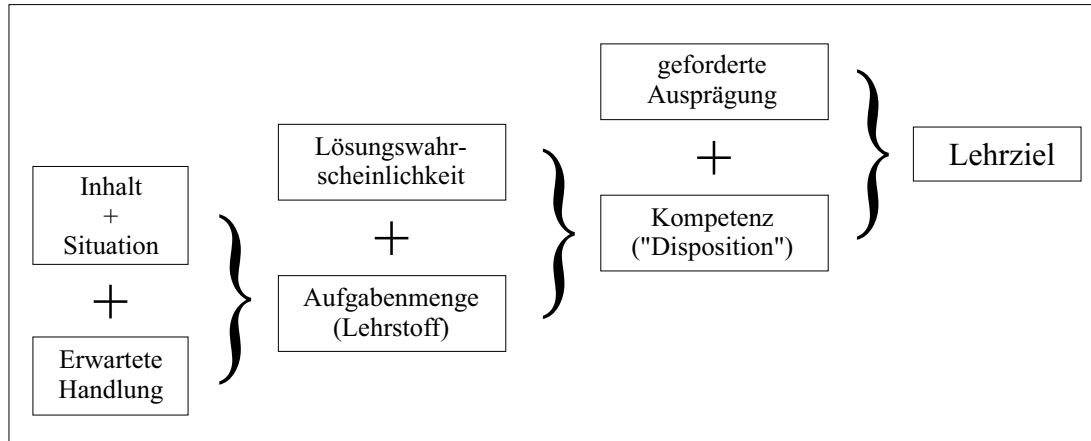 Inhalt
+
Situation
+
Erwartete
Handlung
Lösungswahr-
scheinlichkeit
+
Aufgabenmenge
(Lehrstoff)
geforderte
Ausprägung
+
Kompetenz
("Disposition")
Lehrziel